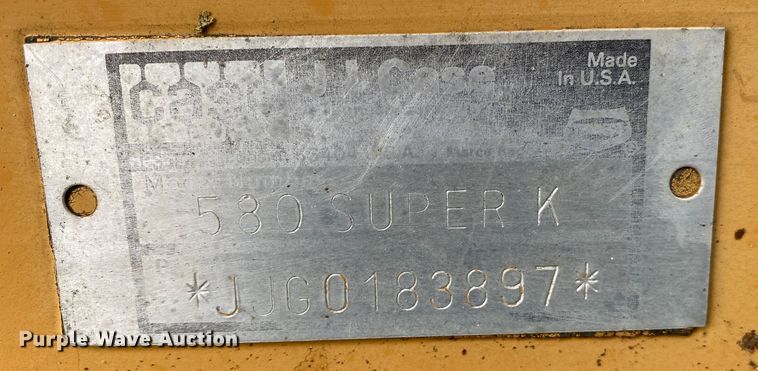 J I Case
Made
In U.S.A.
580 SUPER K
*JJG0183897*
Purple Wave Auction